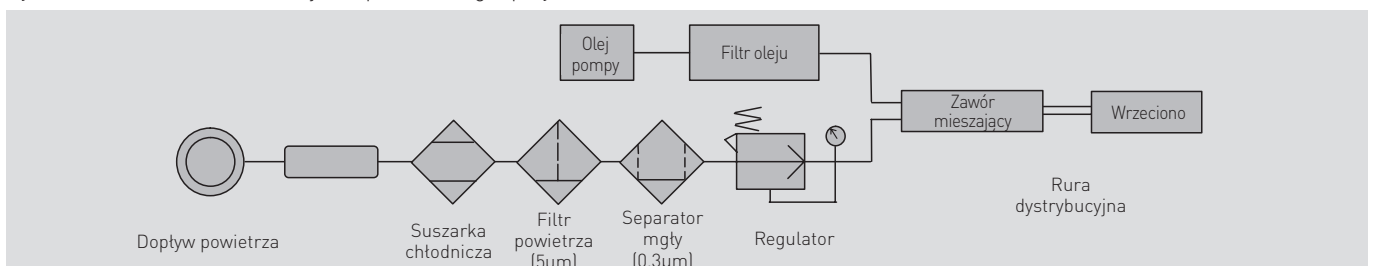 Olej
pompy
Filtr oleju
Zawór
mieszający
Wrzeciono
Dopływ powietrza
Suszarka
chłodnicza
Filtr
powietrza
(5um)
Separator
mgły
(0.3um)
Regulator
Rura
dystrybucyjna